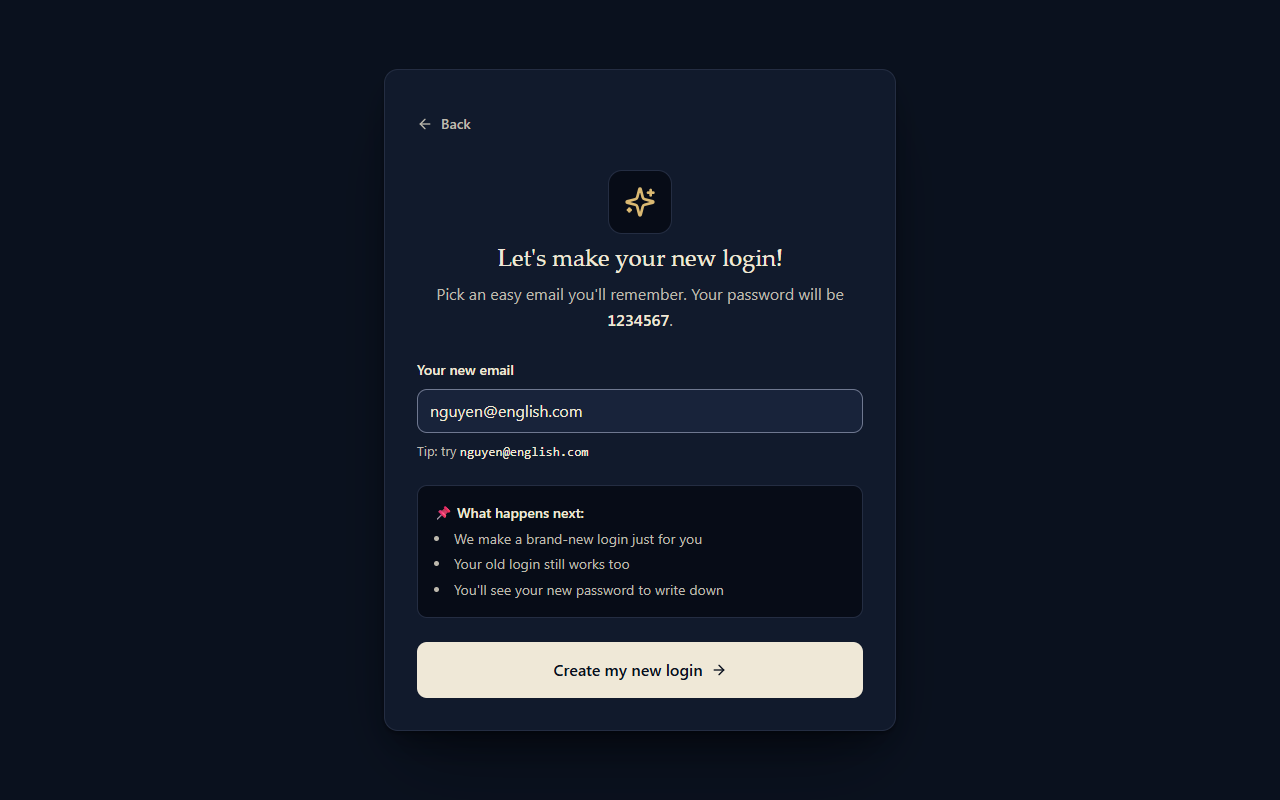 Back
Let's make your new login!
Pick an easy email you'll remember. Your password will be
1234567.
Your new email
nguyen@english.com
Tip: try nguyen@english.com
📌 What happens next:
• We make a brand-new login just for you
• Your old login still works too
• You'll see your new password to write down
Create my new login →